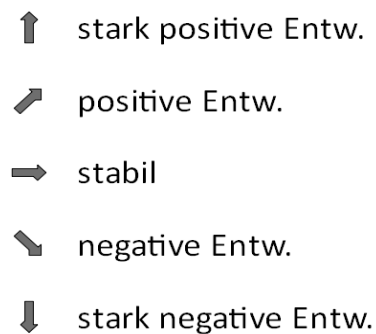 stark positive Entw.
positive Entw.
stabil
negative Entw.
stark negative Entw.